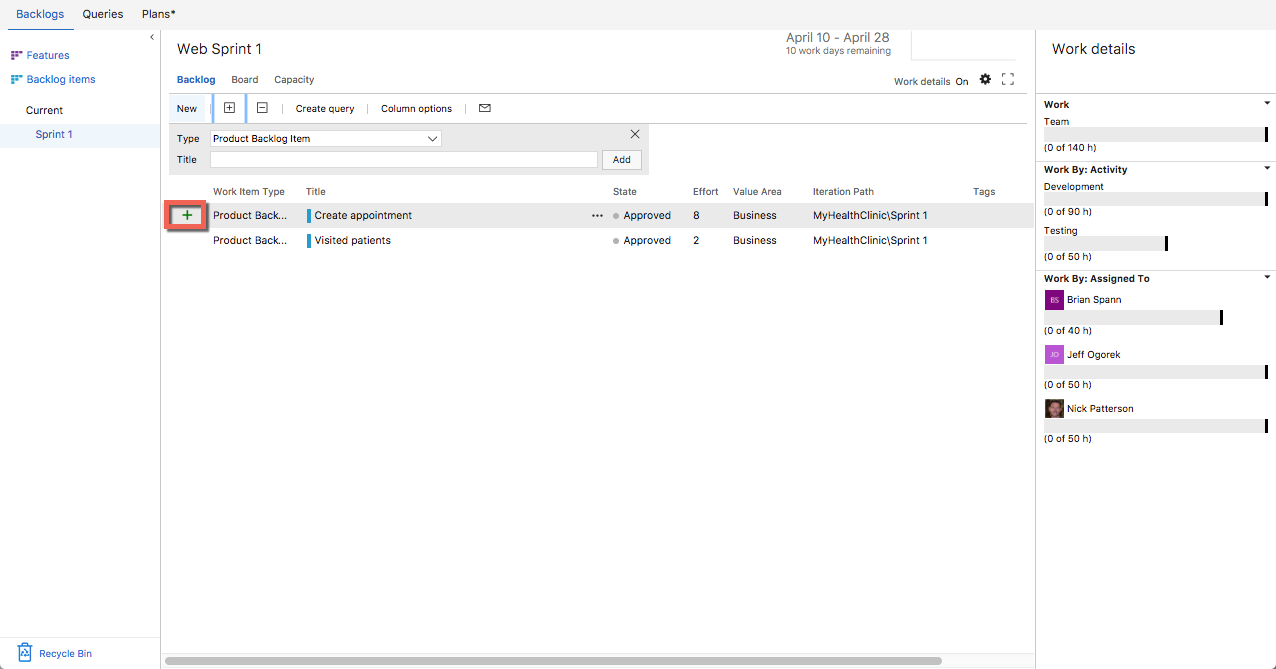 Backlogs Queries Plans*
Features
Backlog items
Current
Sprint 1
Recycle Bin
Web Sprint 1
April 10 - April 28
10 work days remaining
Backlog Board Capacity
Work details On
New Create query Column options
Type Product Backlog Item
Title Add
Work Item Type Title State Effort Value Area Iteration Path Tags
Product Back... Create appointment ... Approved 8 Business MyHealthClinic\Sprint 1
Product Back... Visited patients Approved 2 Business MyHealthClinic\Sprint 1
Work details
Work
Team
(0 of 140 h)
Work By: Activity
Development
(0 of 90 h)
Testing
(0 of 50 h)
Work By: Assigned To
BS Brian Spann
(0 of 40 h)
JO Jeff Ogorek
(0 of 50 h)
Nick Patterson
(0 of 50 h)